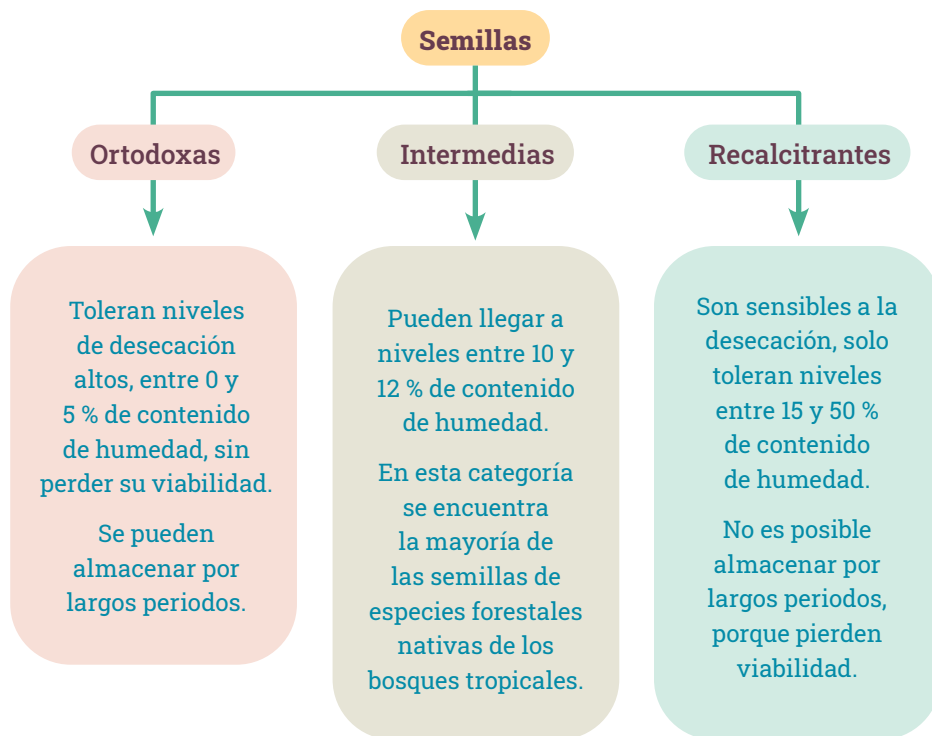 Semillas
Ortodoxas
Toleran niveles
de desecación
altos, entre 0 y
5 % de contenido
de humedad, sin
perder su viabilidad.
Se pueden
almacenar por
largos periodos.
Intermedias
Pueden llegar a
niveles entre 10 y
12 % de contenido
de humedad.
En esta categoría
se encuentra
la mayoría de
las semillas de
especies forestales
nativas de los
bosques tropicales.
Recalcitrantes
Son sensibles a la
desecación, solo
toleran niveles
entre 15 y 50 %
de contenido
de humedad.
No es posible
almacenar por
largos periodos,
porque pierden
viabilidad.